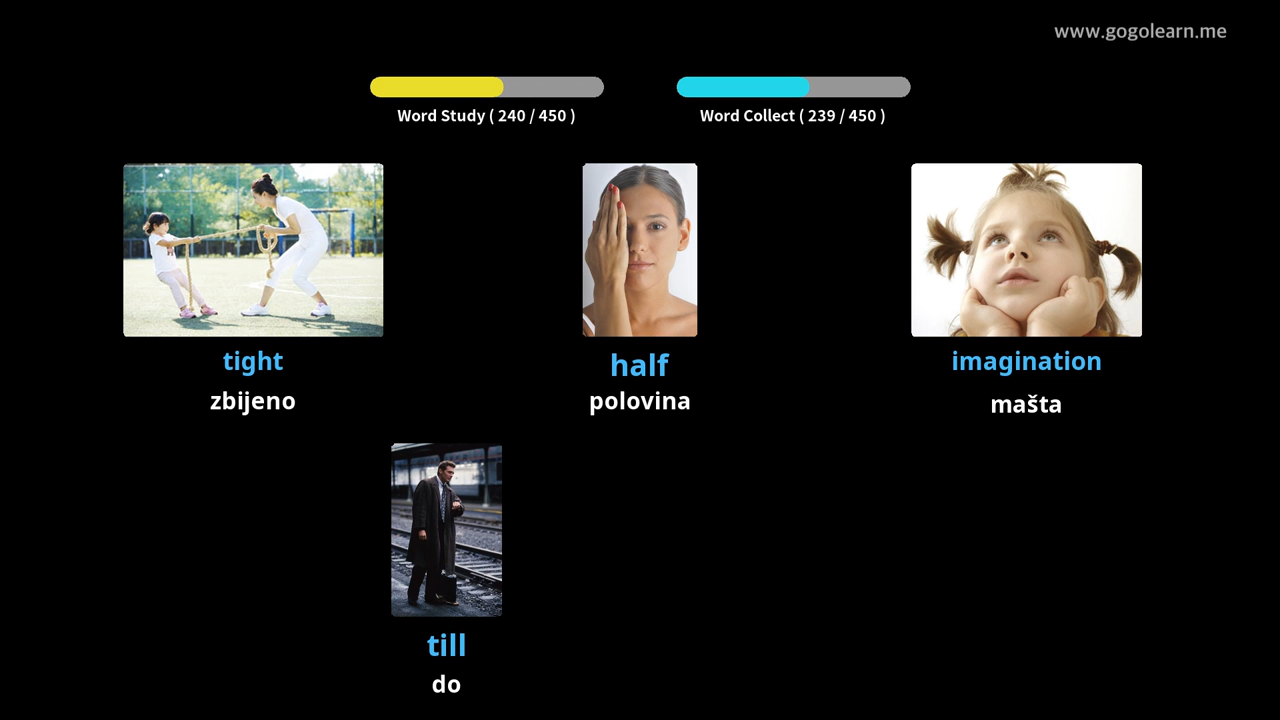 www.gogolearn.me
Word Study ( 240 / 450 )
Word Collect ( 239 / 450 )
tight
half
imagination
zbijeno
polovina
mašta
till
do